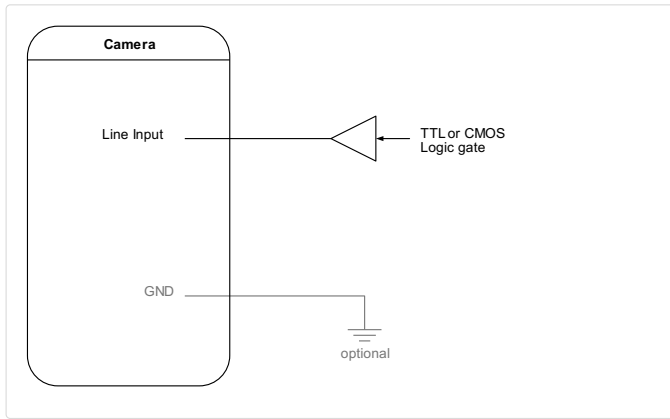 Camera
Line Input
TTL or CMOS
Logic gate
GND
optional